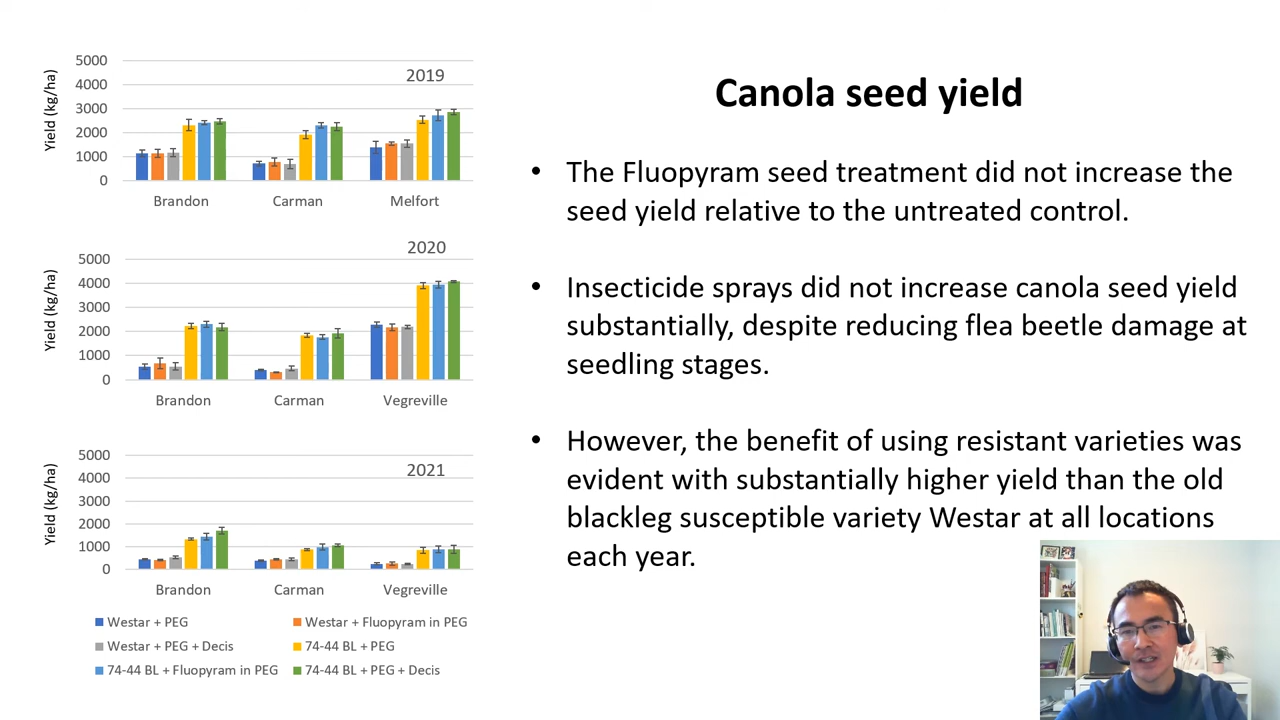 Canola seed yield
• The Fluopyram seed treatment did not increase the
seed yield relative to the untreated control.
• Insecticide sprays did not increase canola seed yield
substantially, despite reducing flea beetle damage at
seedling stages.
• However, the benefit of using resistant varieties was
evident with substantially higher yield than the old
blackleg susceptible variety Westar at all locations
each year.
2019
Yield (kg/ha)
5000
4000
3000
2000
1000
0
Brandon Carman Melfort
2020
Yield (kg/ha)
5000
4000
3000
2000
1000
0
Brandon Carman Vegreville
2021
Yield (kg/ha)
5000
4000
3000
2000
1000
0
Brandon Carman Vegreville
Westar + PEG Westar + Fluopyram in PEG
Westar + PEG + Decis 74-44 BL + PEG
74-44 BL + Fluopyram in PEG 74-44 BL + PEG + Decis